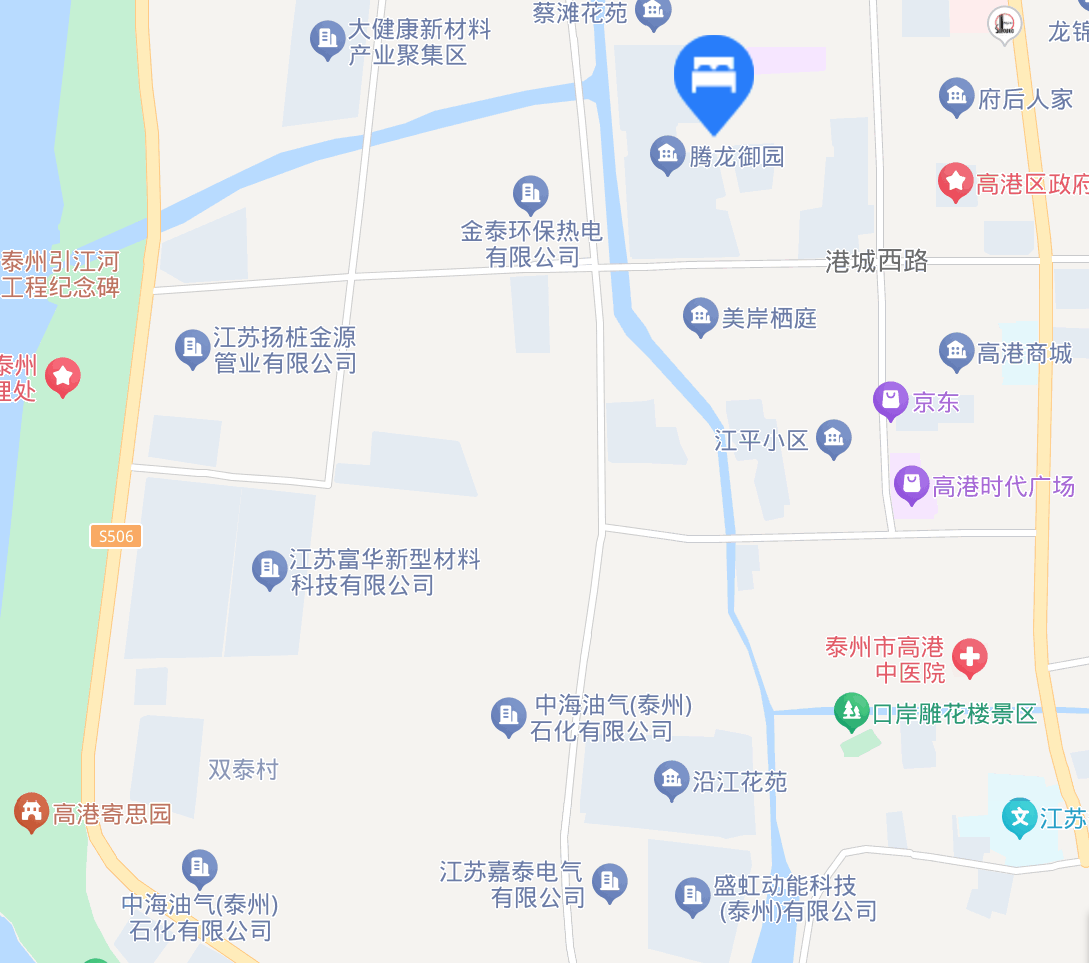 蔡滩花苑
大健康新材料
产业聚集区
龙锦
府后人家
腾龙御园
高港区政府
金泰环保热电
有限公司
港城西路
泰州引江河
工程纪念碑
美岸栖庭
江苏扬桩金源
管业有限公司
高港商城
泰州
理处
京东
江平小区
高港时代广场
S506
江苏富华新型材料
科技有限公司
泰州市高港
中医院
中海油气(泰州)
石化有限公司
口岸雕花楼景区
双泰村
沿江花苑
高港寄思园
江苏
江苏嘉泰电气
有限公司
盛虹动能科技
(泰州)有限公司
中海油气(泰州)
石化有限公司